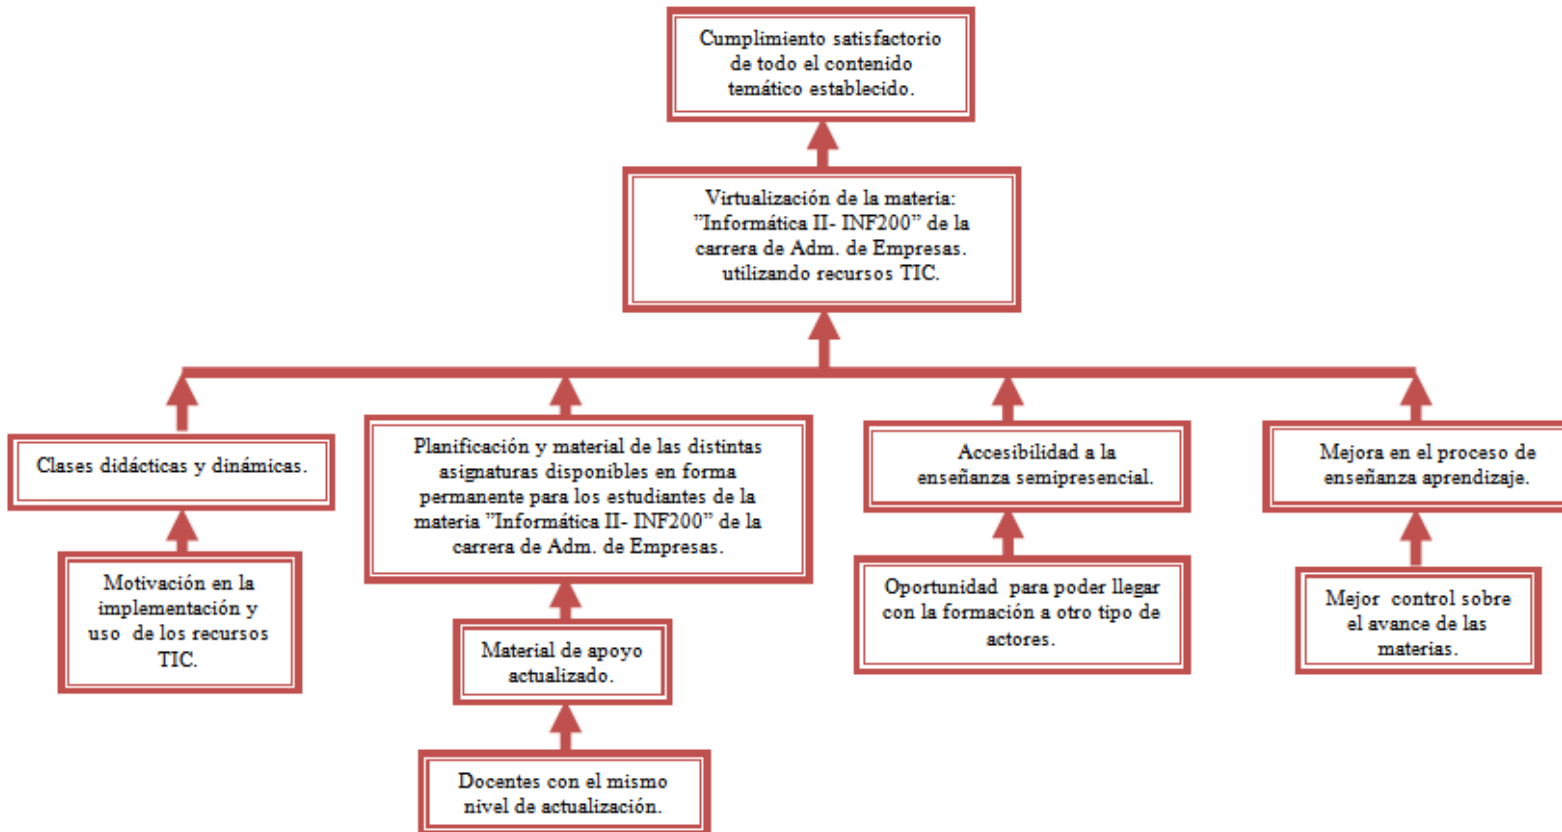 Cumplimiento satisfactorio
de todo el contenido
temático establecido.
Virtualización de la materia:
”Informática II- INF200” de la
carrera de Adm. de Empresas.
utilizando recursos TIC.
Clases didácticas y dinámicas.
Planificación y material de las distintas
asignaturas disponibles en forma
permanente para los estudiantes de la
materia ”Informática II- INF200” de la
carrera de Adm. de Empresas.
Accesibilidad a la
enseñanza semipresencial.
Mejora en el proceso de
enseñanza aprendizaje.
Motivación en la
implementación y
uso de los recursos
TIC.
Material de apoyo
actualizado.
Oportunidad para poder llegar
con la formación a otro tipo de
actores.
Mejor control sobre
el avance de las
materias.
Docentes con el mismo
nivel de actualización.